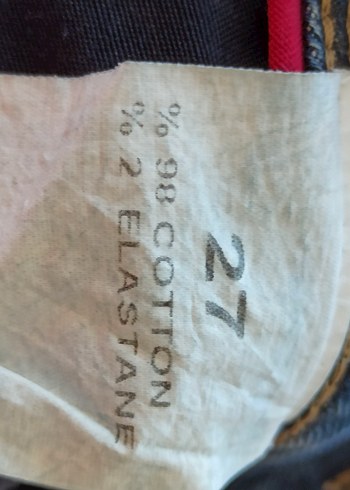 27
% 98 COTTON
% 2 ELASTANE